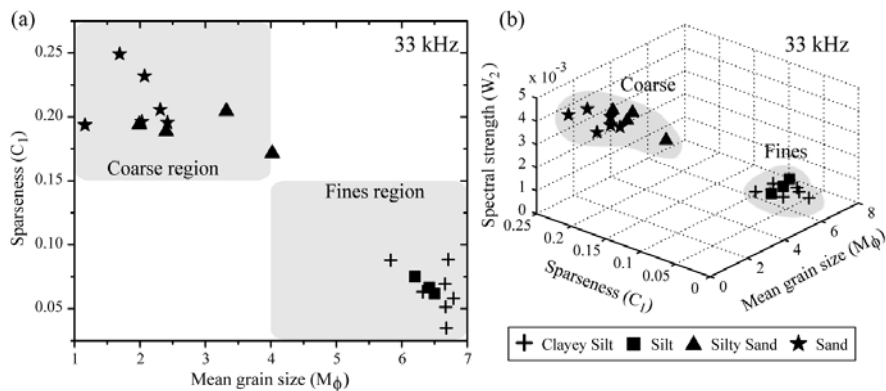 (a)
33 kHz
0.25
0.20
0.15
0.10
0.05
Sparseness (C1)
Coarse region
Fines region
1 2 3 4 5 6 7
Mean grain size (Mϕ)
(b)
33 kHz
x 10-3
5
4
3
2
1
0
Spectral strength (W2)
Coarse
Fines
0.25 0.2 0.15 0.1 0.05 0
Sparseness (C1)
0 2 4 6 8
Mean grain size (Mϕ)
Clayey Silt Silt Silty Sand Sand